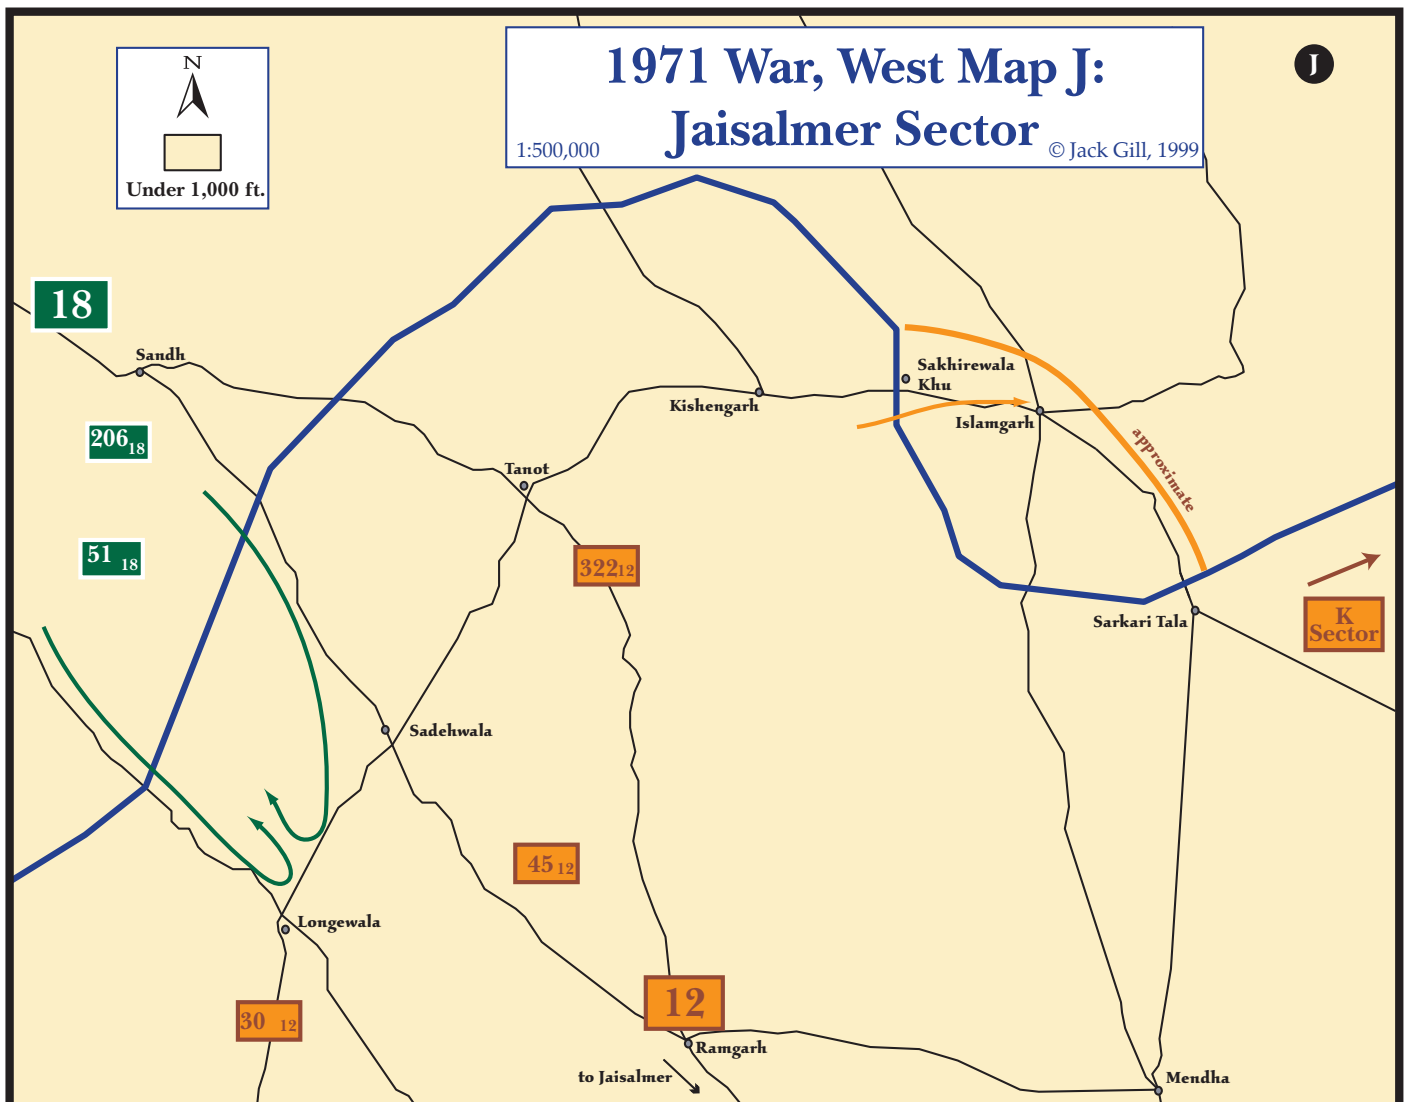 1971 War, West Map J:
Jaisalmer Sector
1:500,000
© Jack Gill, 1999
J
N
Under 1,000 ft.
18
Sandh
Sakhirewala
Khu
Kishengarh
Islamgarh
206 18
approximate
Tanot
51 18
322 12
K
Sector
Sarkari Tala
Sadehwala
45 12
Longewala
12
30 12
Ramgarh
to Jaisalmer
Mendha